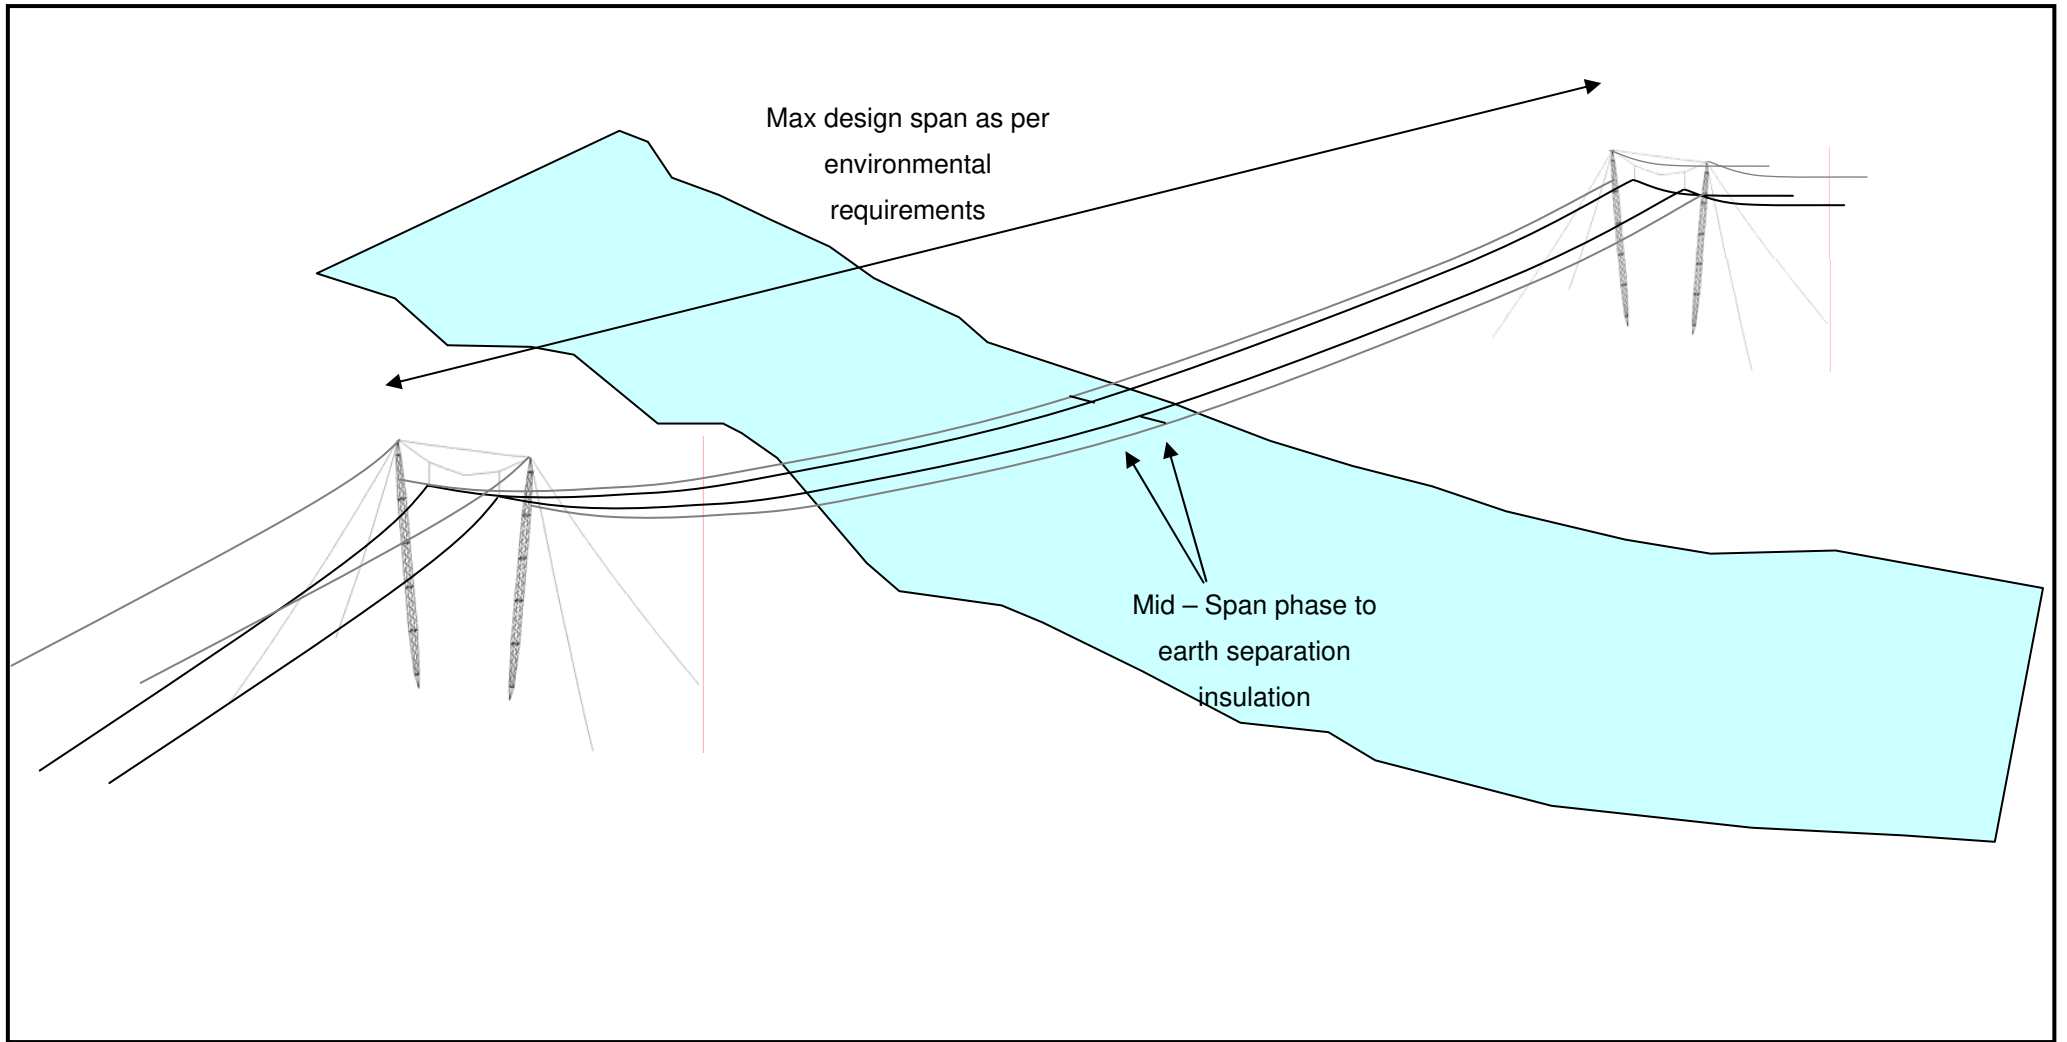 Max design span as per
environmental
requirements
Mid – Span phase to
earth separation
insulation